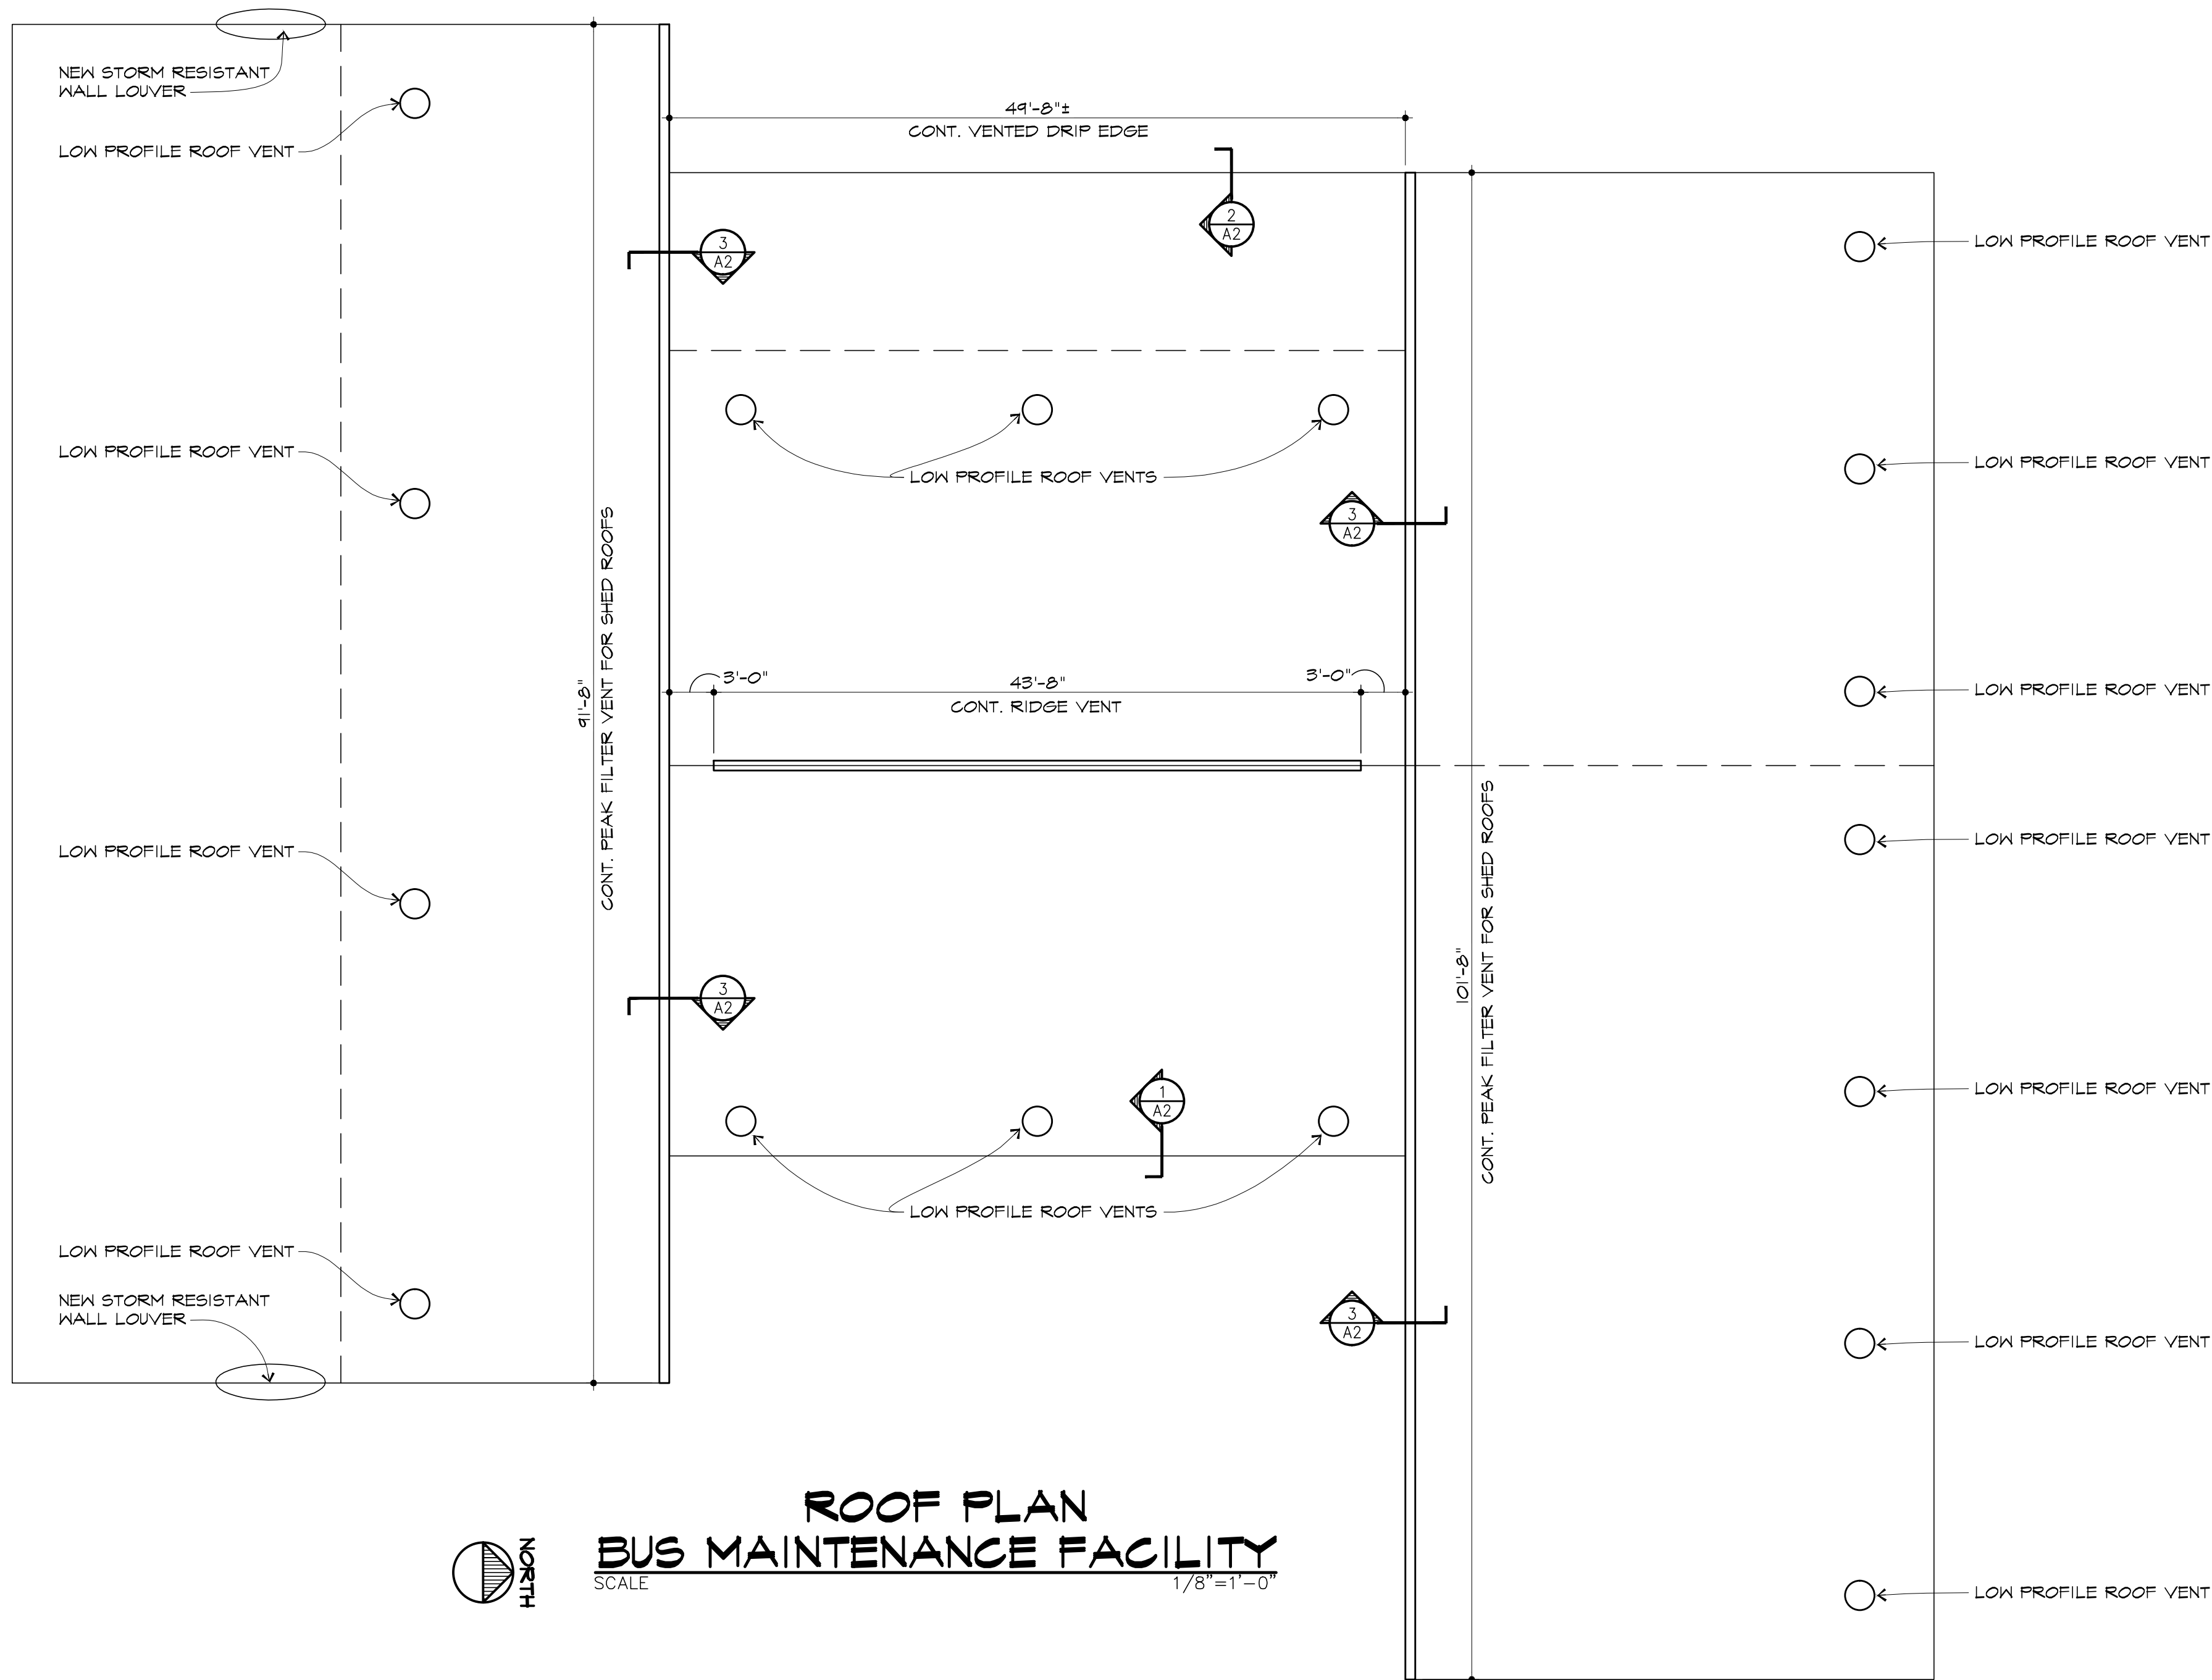 NEW STORM RESISTANT
WALL LOUVER
LOW PROFILE ROOF VENT
LOW PROFILE ROOF VENT
LOW PROFILE ROOF VENT
LOW PROFILE ROOF VENT
NEW STORM RESISTANT
WALL LOUVER
91'-8"
CONT. PEAK FILTER VENT FOR SHED ROOFS
49'-8"±
CONT. VENTED DRIP EDGE
2
A2
3
A2
LOW PROFILE ROOF VENTS
3
A2
3'-0"
43'-8"
3'-0"
CONT. RIDGE VENT
3
A2
1
A2
LOW PROFILE ROOF VENTS
3
A2
101'-8"
CONT. PEAK FILTER VENT FOR SHED ROOFS
LOW PROFILE ROOF VENT
LOW PROFILE ROOF VENT
LOW PROFILE ROOF VENT
LOW PROFILE ROOF VENT
LOW PROFILE ROOF VENT
LOW PROFILE ROOF VENT
LOW PROFILE ROOF VENT
NORTH
ROOF PLAN
BUS MAINTENANCE FACILITY
SCALE 1/8"=1'-0"